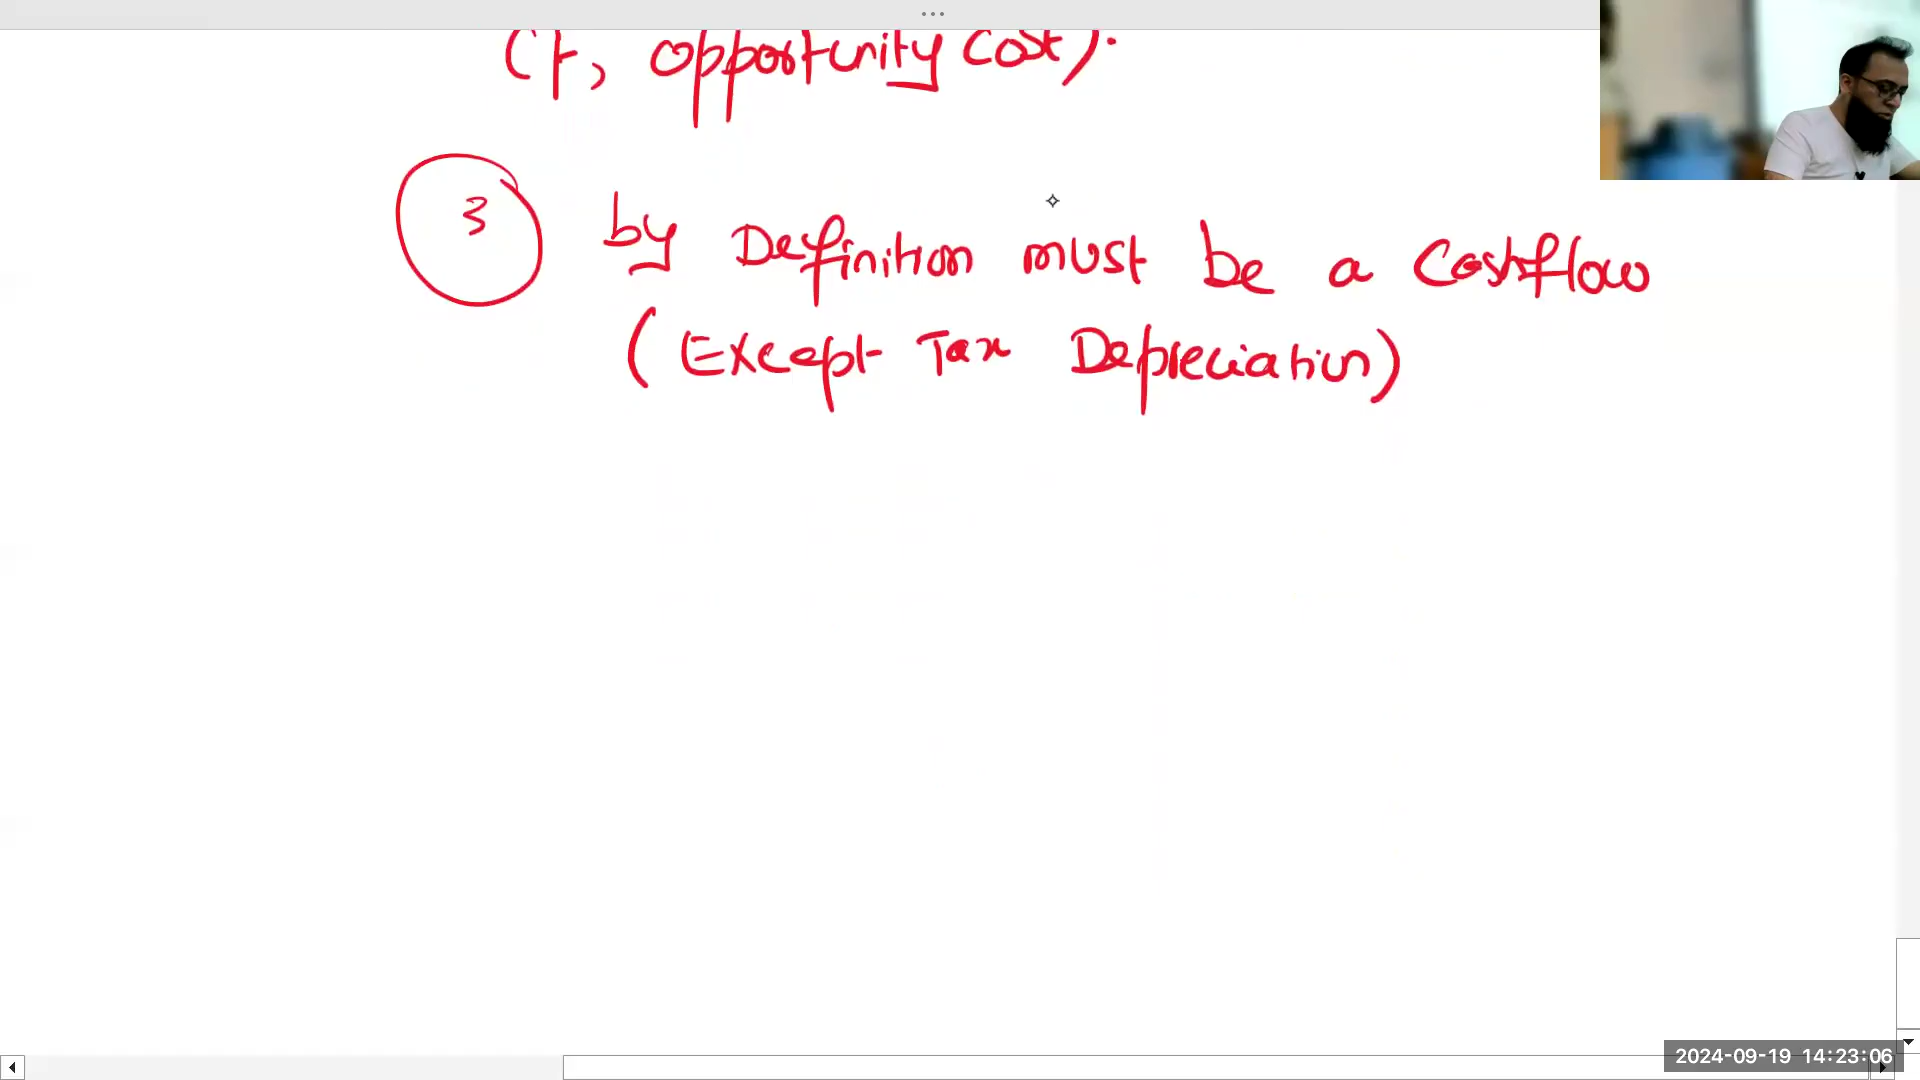 (t, opportunity cost).
3 by Definition must be a Cashflow
(Except Tax Depreciation)
2024-09-19 14:23:06